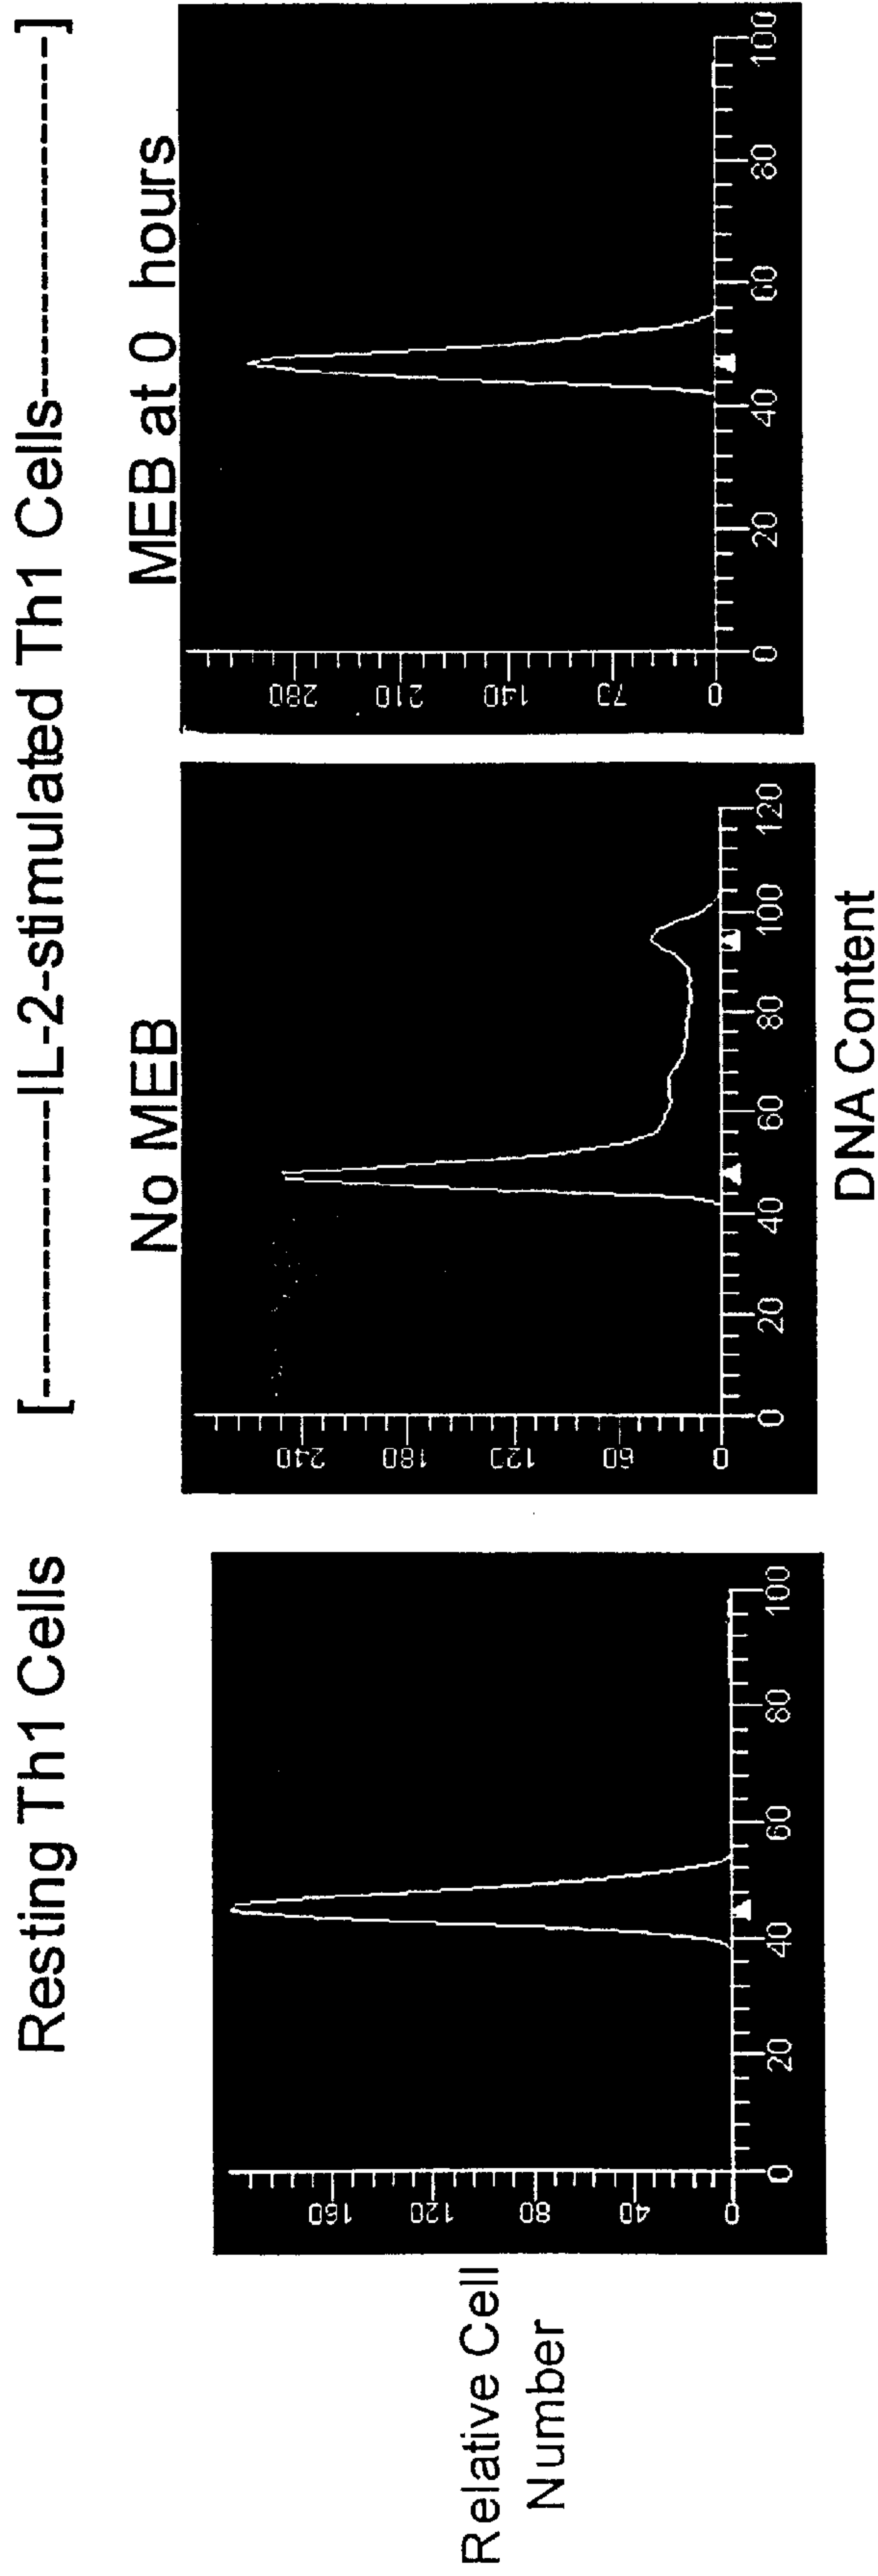 Resting Th1 Cells
[-------------IL-2-stimulated Th1 Cells-----------------]
No MEB
MEB at 0 hours
Relative Cell
Number
160
120
80
40
0
0 20 40 60 80 100
240
180
120
60
0
0 20 40 60 80 100 120
280
210
140
70
0
0 20 40 60 80 100
DNA Content